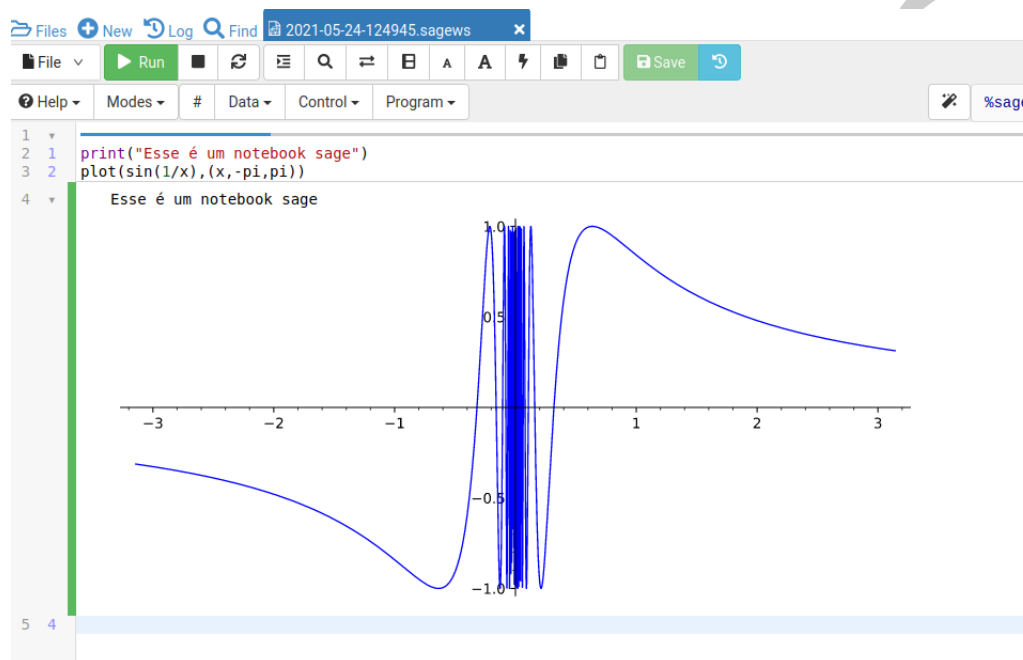 Files New Log Find 2021-05-24-124945.sagews ×
File Run A A Save
Help Modes # Data Control Program %sage
1
2 1 print("Esse é um notebook sage")
3 2 plot(sin(1/x),(x,-pi,pi))
4 Esse é um notebook sage
1.0
0.5
−3 −2 −1 1 2 3
−0.5
−1.0
5 4